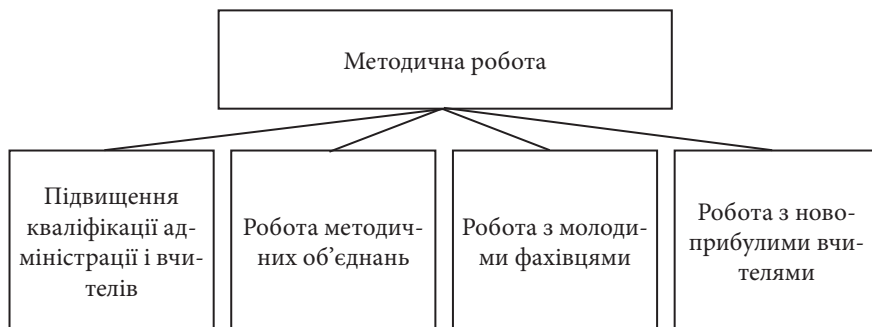 Методична робота
Підвищення
кваліфікації ад-
міністрації і вчи-
телів
Робота методич-
них об’єднань
Робота з молоди-
ми фахівцями
Робота з ново-
прибулими вчи-
телями